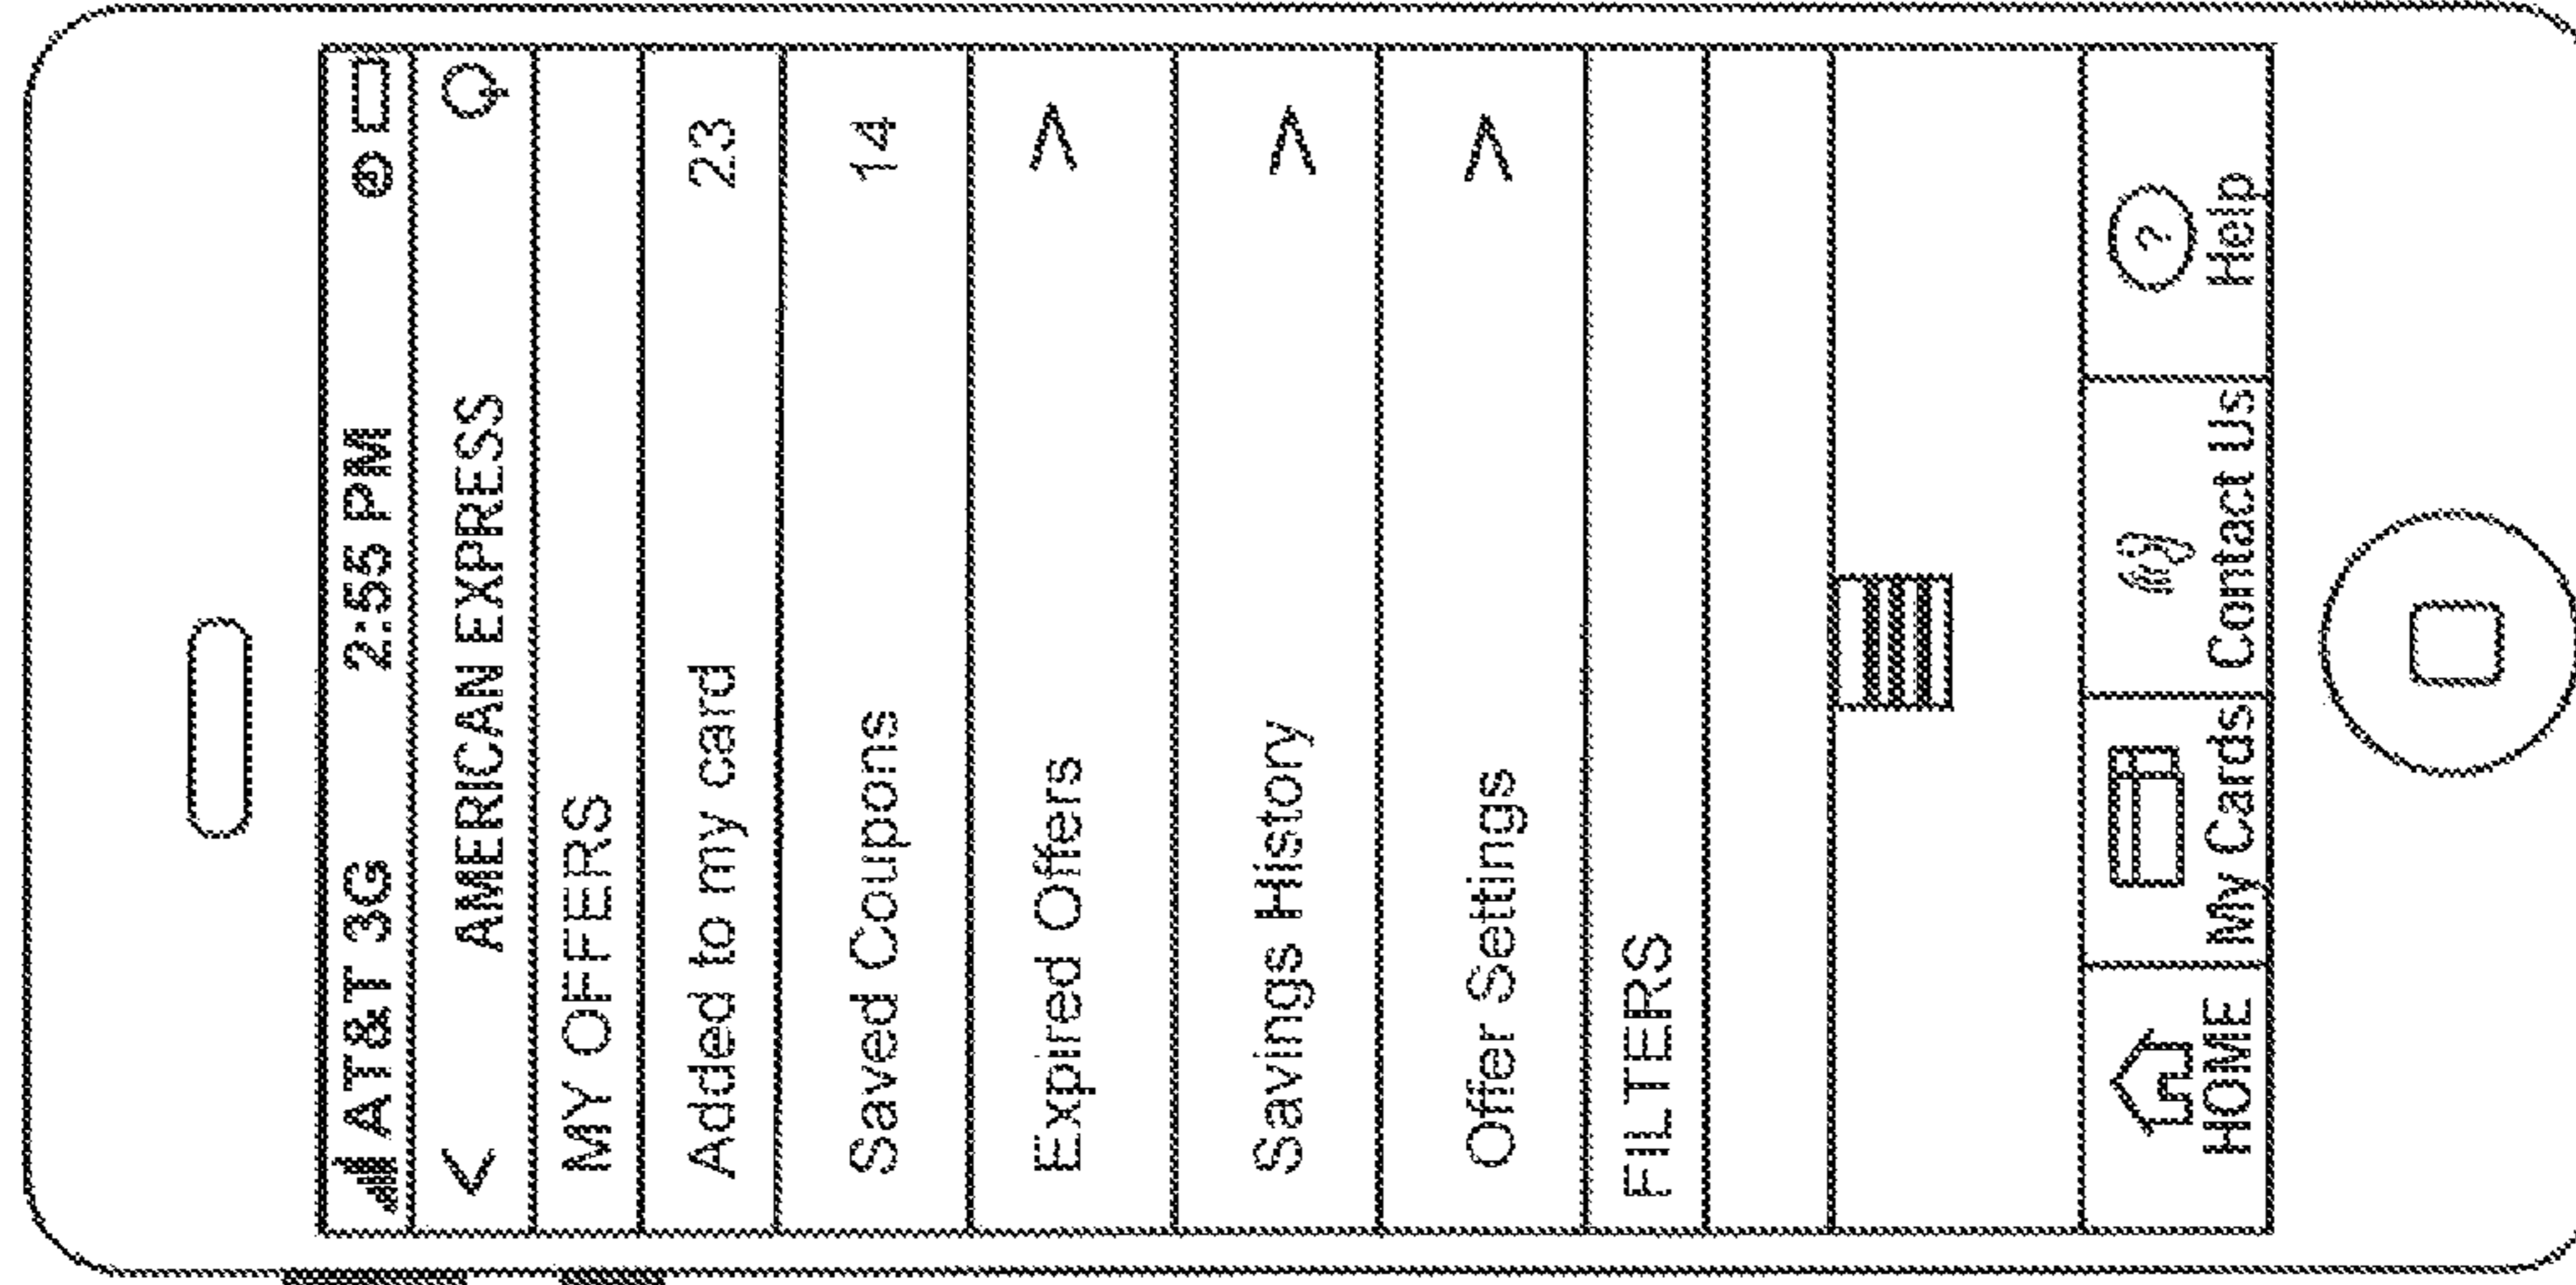 AT&T 3G 2:55 PM
< AMERICAN EXPRESS
MY OFFERS
Added to my card 23
Saved Coupons 14
Expired Offers >
Savings History >
Offer Settings >
FILTERS
?
HOME My Cards Contact Us Help